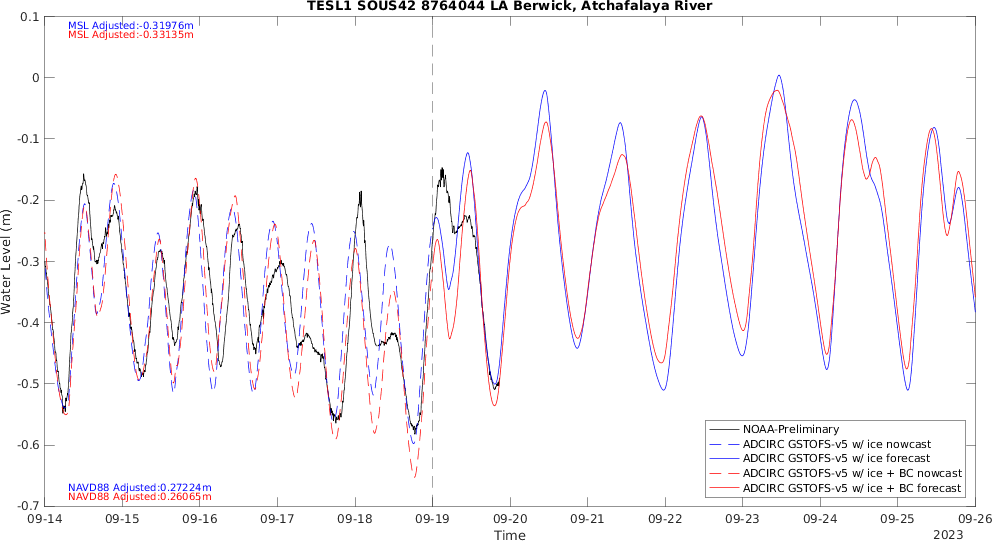 TESL1 SOUS42 8764044 LA Berwick, Atchafalaya River
MSL Adjusted:-0.31976m
MSL Adjusted:-0.33135m
0.1
0
-0.1
-0.2
-0.3
-0.4
-0.5
-0.6
-0.7
Water Level (m)
NOAA-Preliminary
ADCIRC GSTOFS-v5 w/ ice nowcast
ADCIRC GSTOFS-v5 w/ ice forecast
ADCIRC GSTOFS-v5 w/ ice + BC nowcast
ADCIRC GSTOFS-v5 w/ ice + BC forecast
NAVD88 Adjusted:0.27224m
NAVD88 Adjusted:0.26065m
09-14 09-15 09-16 09-17 09-18 09-19 09-20 09-21 09-22 09-23 09-24 09-25 09-26
Time
2023